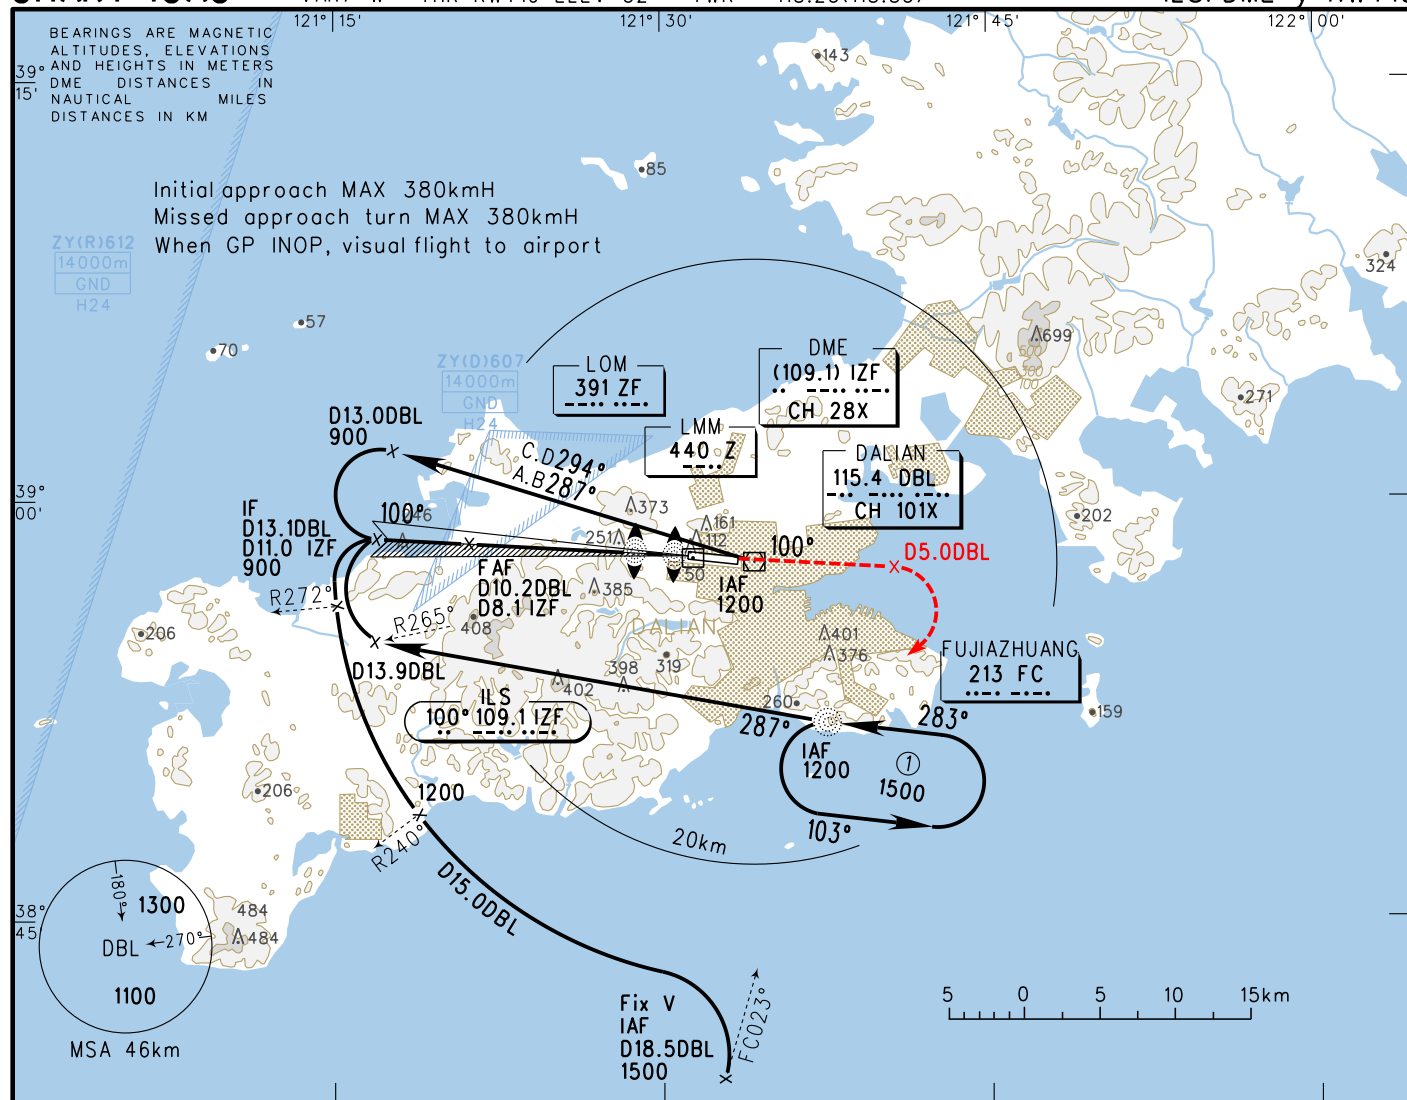 121° 15'
121° 30'
121° 45'
122° 00'
BEARINGS ARE MAGNETIC
ALTITUDES, ELEVATIONS
AND HEIGHTS IN METERS
DME DISTANCES IN
NAUTICAL MILES
DISTANCES IN KM
39°
15'
143
85
Initial approach MAX 380kmH
Missed approach turn MAX 380kmH
When GP INOP, visual flight to airport
ZY(R)612
14000m
GND
H24
324
57
70
699
500
300
100
271
ZY(D)607
14000m
GND
H24
LOM
391 ZF
DME
(109.1) IZF
CH 28X
LMM
440 Z
DALIAN
115.4 DBL
CH 101X
D13.0DBL
900
C.D294°
A.B287°
39°
00'
IF
D13.1DBL
D11.0 IZF
900
100°
246
373
251
161
112
50
202
100°
D5.0DBL
FAF
D10.2DBL
D8.1 IZF
IAF
1200
385
R272°
R265°
408
206
DALIAN
401
376
319
398
402
260
D13.9DBL
FUJIAZHUANG
213 FC
159
ILS
100° 109.1 IZF
287°
283°
IAF
1200
1
1500
103°
206
1200
R240°
20km
D15.0DBL
38°
45'
180°
1300
DBL
270°
1100
MSA 46km
484
484
Fix V
IAF
D18.5DBL
1500
FC023°
5 0 5 10 15km